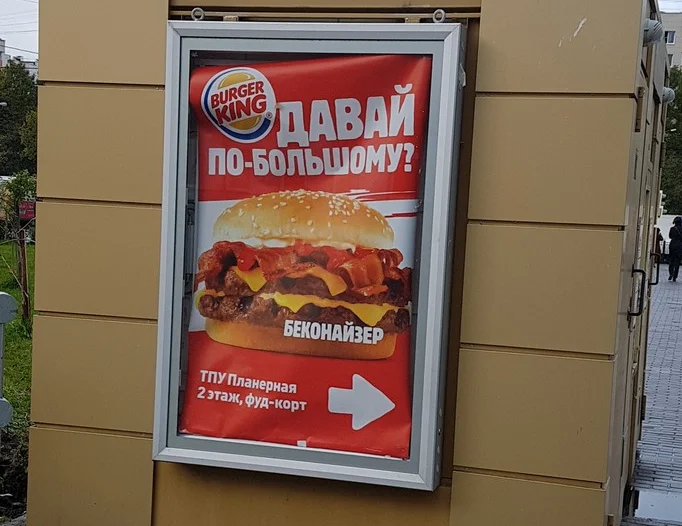 BURGER
KING
ДАВАЙ
ПО-БОЛЬШОМУ?
БЕКОНАЙЗЕР
ТПУ Планерная
2 этаж, фуд-корт